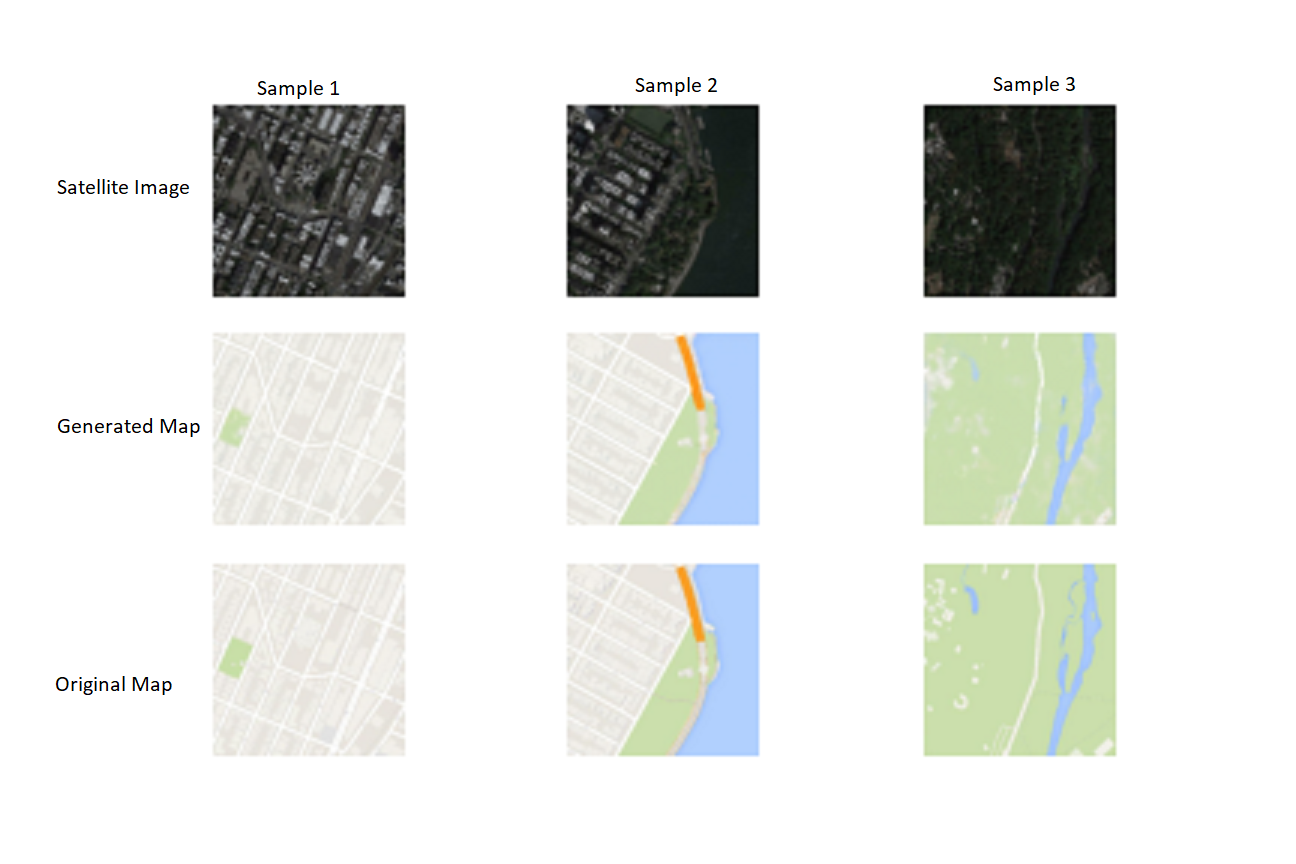 Sample 1
Sample 2
Sample 3
Satellite Image
Generated Map
Original Map